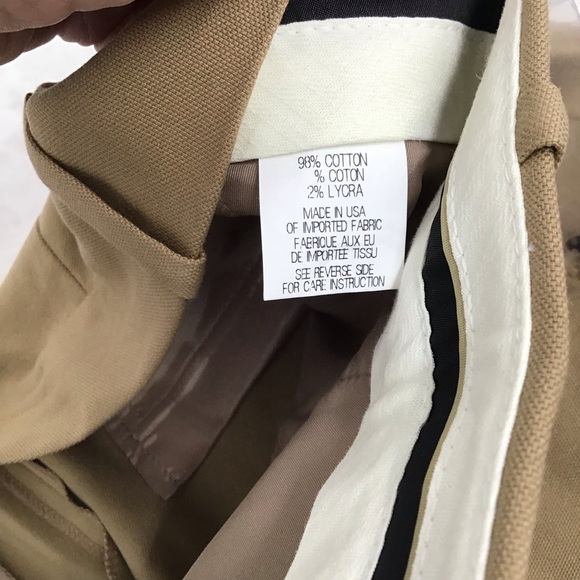 98% COTTON
% COTON
2% LYCRA
MADE IN USA
OF IMPORTED FABRIC
FABRIQUE AUX EU
DE IMPORTEE TISSU
SEE REVERSE SIDE
FOR CARE INSTRUCTION